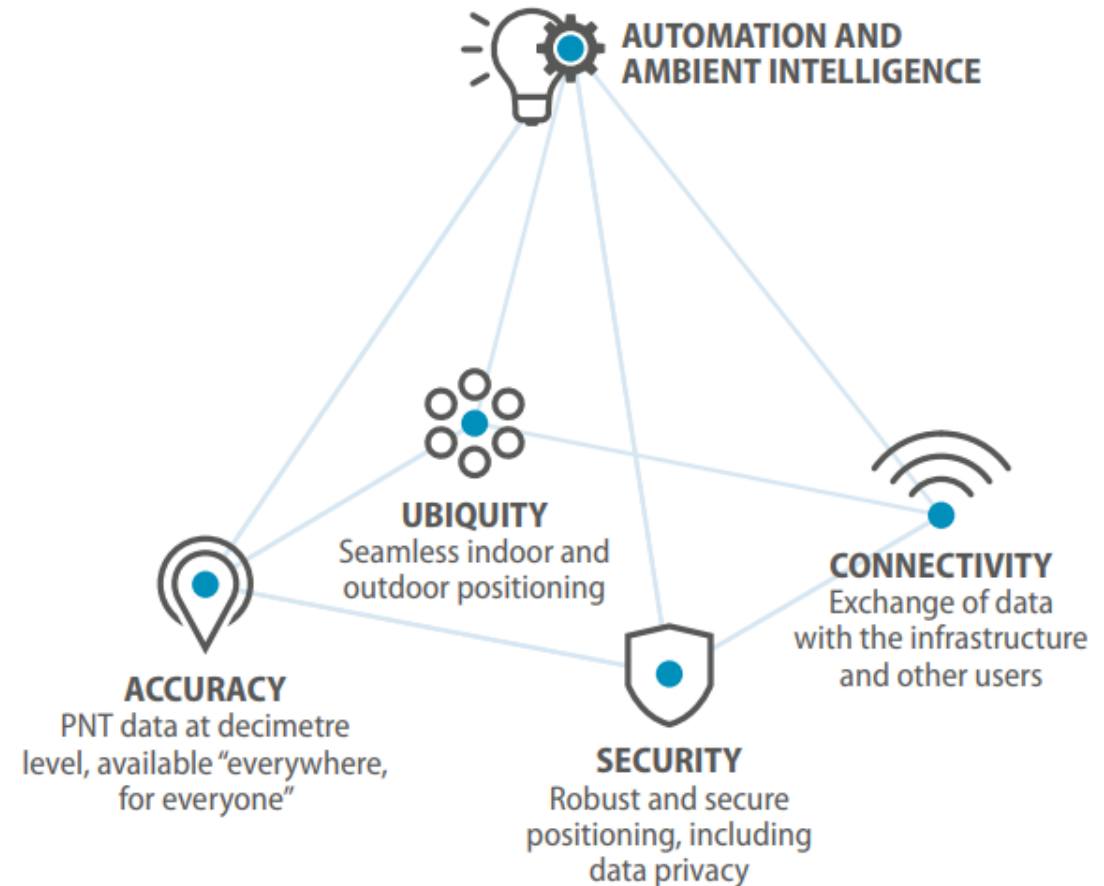 AUTOMATION AND
AMBIENT INTELLIGENCE
UBIQUITY
Seamless indoor and
outdoor positioning
CONNECTIVITY
Exchange of data
with the infrastructure
and other users
ACCURACY
PNT data at decimetre
level, available “everywhere,
for everyone”
SECURITY
Robust and secure
positioning, including
data privacy